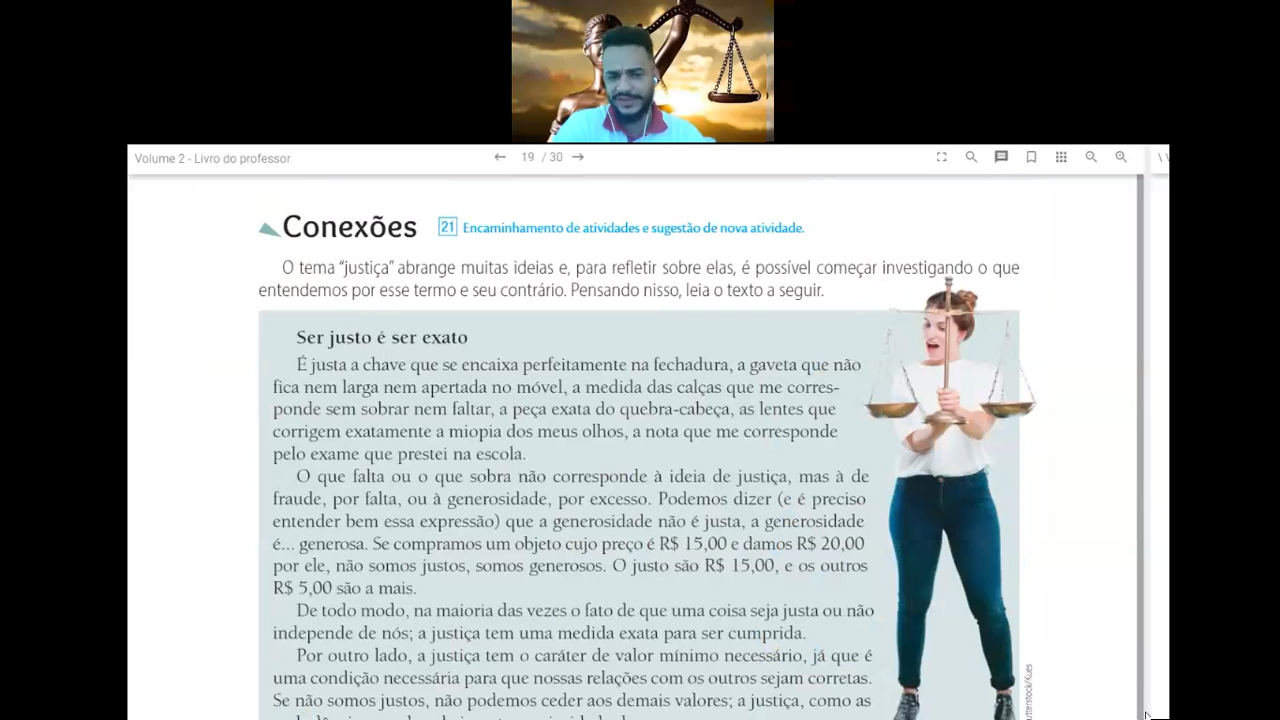 Volume 2 - Livro do professor
19 / 30
Conexões
21 Encaminhamento de atividades e sugestão de nova atividade.
O tema “justiça” abrange muitas ideias e, para refletir sobre elas, é possível começar investigando o que
entendemos por esse termo e seu contrário. Pensando nisso, leia o texto a seguir.
Ser justo é ser exato
É justa a chave que se encaixa perfeitamente na fechadura, a gaveta que não
fica nem larga nem apertada no móvel, a medida das calças que me corres-
ponde sem sobrar nem faltar, a peça exata do quebra-cabeça, as lentes que
corrigem exatamente a miopia dos meus olhos, a nota que me corresponde
pelo exame que prestei na escola.
O que falta ou o que sobra não corresponde à ideia de justiça, mas à de
fraude, por falta, ou à generosidade, por excesso. Podemos dizer (e é preciso
entender bem essa expressão) que a generosidade não é justa, a generosidade
é... generosa. Se compramos um objeto cujo preço é R$ 15,00 e damos R$ 20,00
por ele, não somos justos, somos generosos. O justo são R$ 15,00, e os outros
R$ 5,00 são a mais.
De todo modo, na maioria das vezes o fato de que uma coisa seja justa ou não
independe de nós; a justiça tem uma medida exata para ser cumprida.
Por outro lado, a justiça tem o caráter de valor mínimo necessário, já que é
uma condição necessária para que nossas relações com os outros sejam corretas.
Se não somos justos, não podemos ceder aos demais valores; a justiça, como as